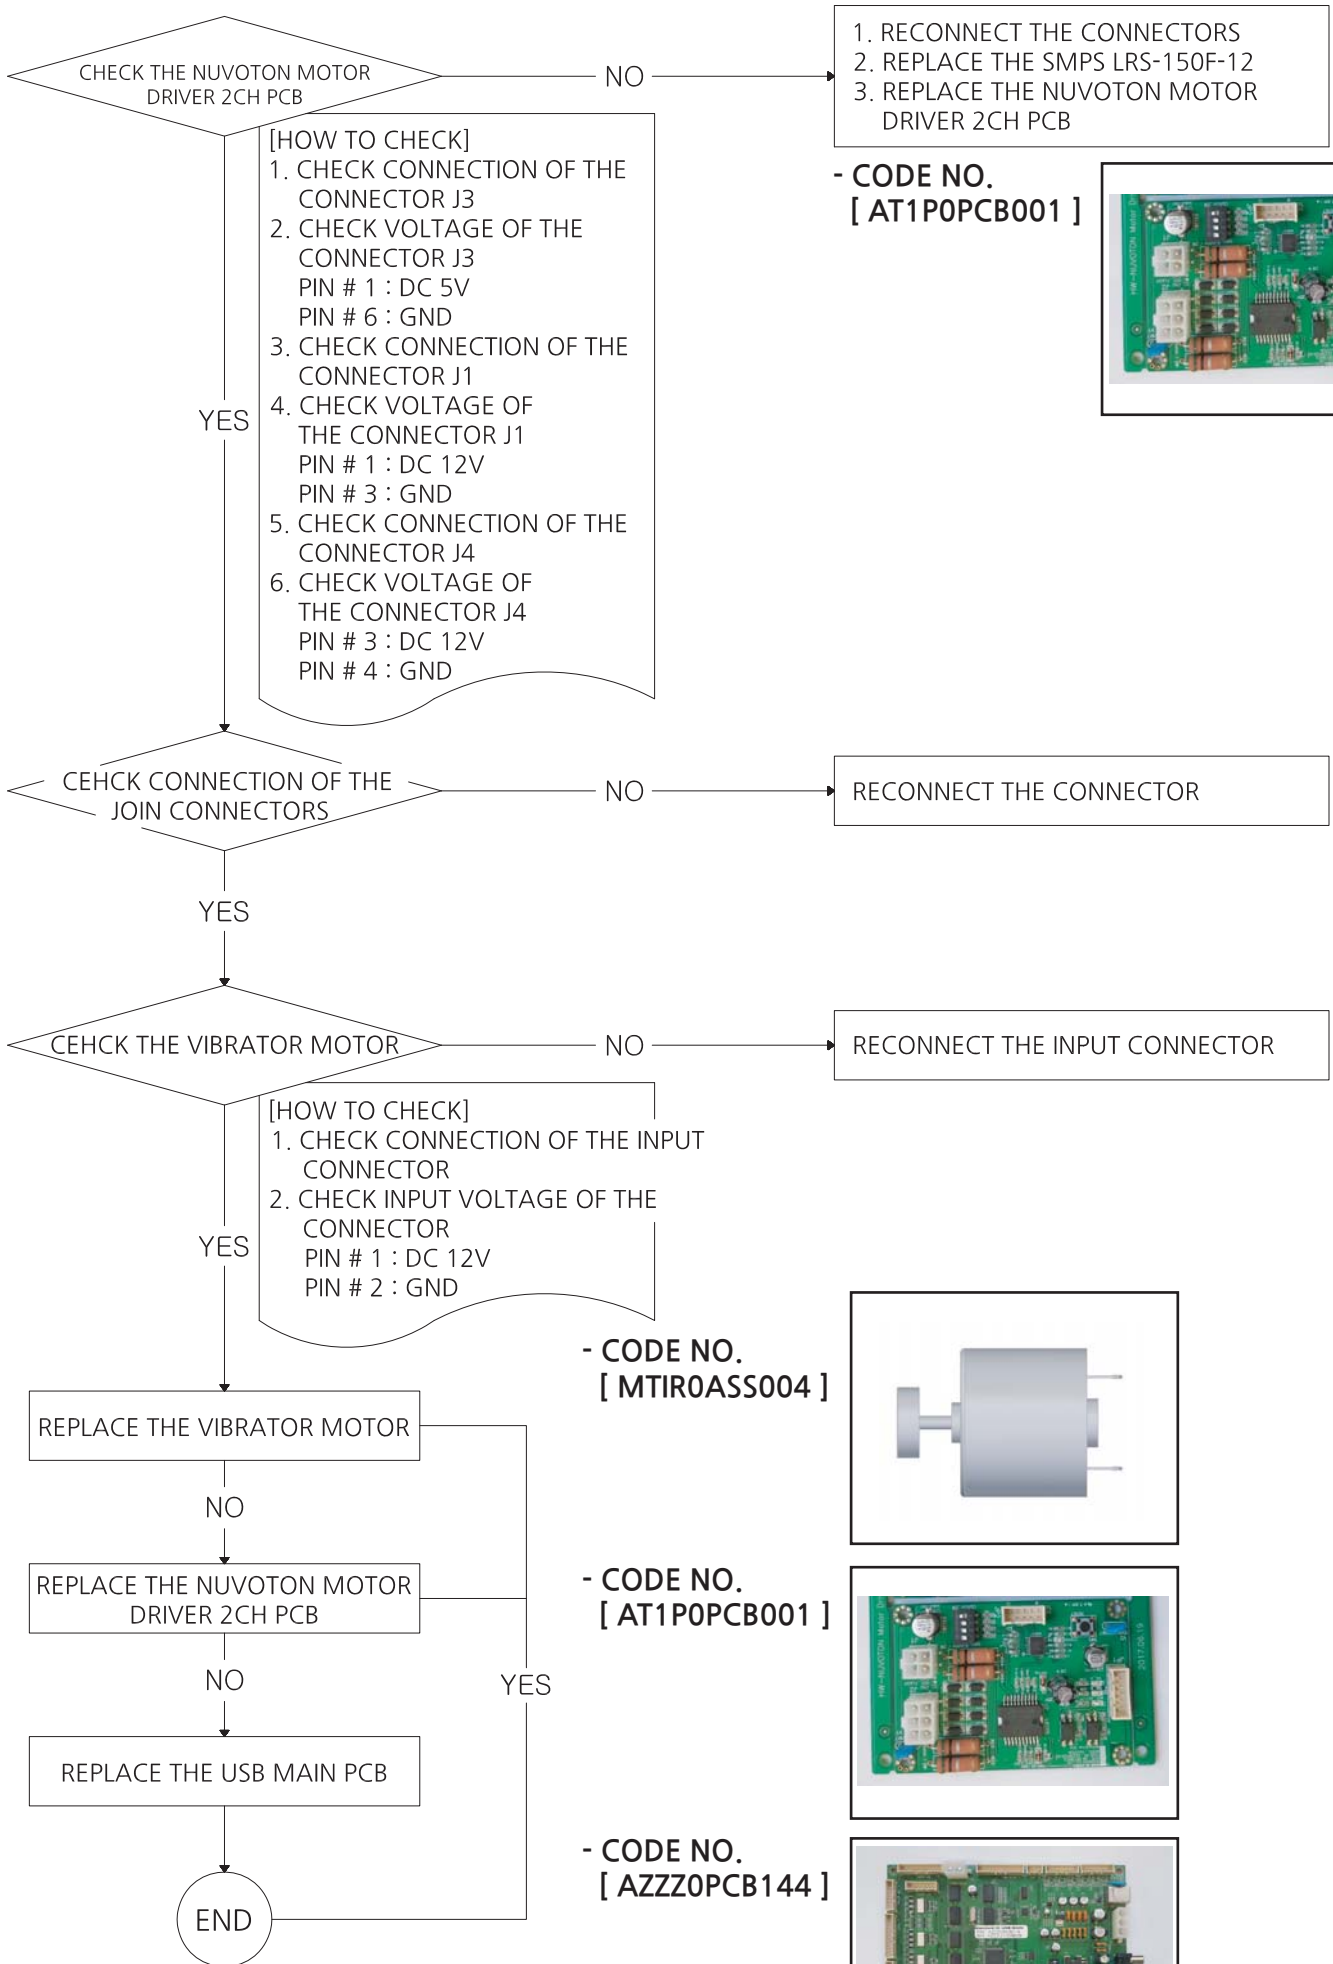 CHECK THE NUVOTON MOTOR
DRIVER 2CH PCB
NO
1. RECONNECT THE CONNECTORS
2. REPLACE THE SMPS LRS-150F-12
3. REPLACE THE NUVOTON MOTOR
DRIVER 2CH PCB
- CODE NO.
[ AT1P0PCB001 ]
[HOW TO CHECK]
1. CHECK CONNECTION OF THE
CONNECTOR J3
2. CHECK VOLTAGE OF THE
CONNECTOR J3
PIN # 1 : DC 5V
PIN # 6 : GND
3. CHECK CONNECTION OF THE
CONNECTOR J1
4. CHECK VOLTAGE OF
THE CONNECTOR J1
PIN # 1 : DC 12V
PIN # 3 : GND
5. CHECK CONNECTION OF THE
CONNECTOR J4
6. CHECK VOLTAGE OF
THE CONNECTOR J4
PIN # 3 : DC 12V
PIN # 4 : GND
YES
CEHCK CONNECTION OF THE
JOIN CONNECTORS
NO
RECONNECT THE CONNECTOR
YES
CEHCK THE VIBRATOR MOTOR
NO
RECONNECT THE INPUT CONNECTOR
[HOW TO CHECK]
1. CHECK CONNECTION OF THE INPUT
CONNECTOR
2. CHECK INPUT VOLTAGE OF THE
CONNECTOR
PIN # 1 : DC 12V
PIN # 2 : GND
YES
- CODE NO.
[ MTIR0ASS004 ]
REPLACE THE VIBRATOR MOTOR
NO
REPLACE THE NUVOTON MOTOR
DRIVER 2CH PCB
- CODE NO.
[ AT1P0PCB001 ]
HW-NUVOTON Motor
2017.06.19
NO
YES
REPLACE THE USB MAIN PCB
- CODE NO.
[ AZZZ0PCB144 ]
END